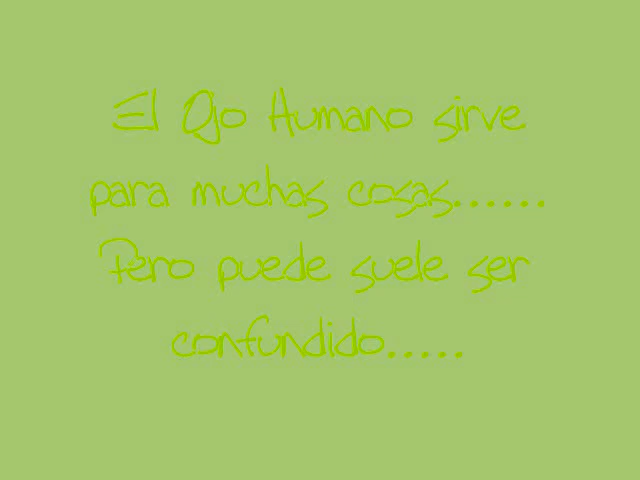 El Ojo Humano sirve
para muchas cosas......
Pero puede suele ser
confundido.....